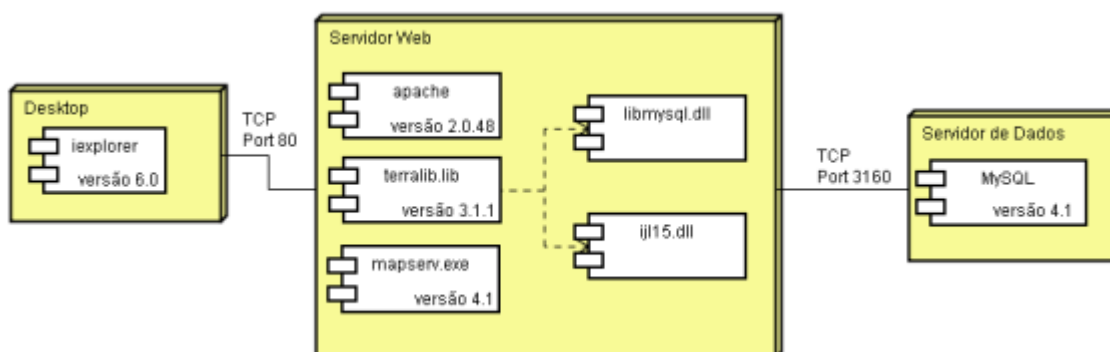 Desktop
iexplorer
versão 6.0
TCP
Port 80
Servidor Web
apache
versão 2.0.48
terralib.lib
versão 3.1.1
mapserv.exe
versão 4.1
libmysql.dll
ijl15.dll
TCP
Port 3160
Servidor de Dados
MySQL
versão 4.1